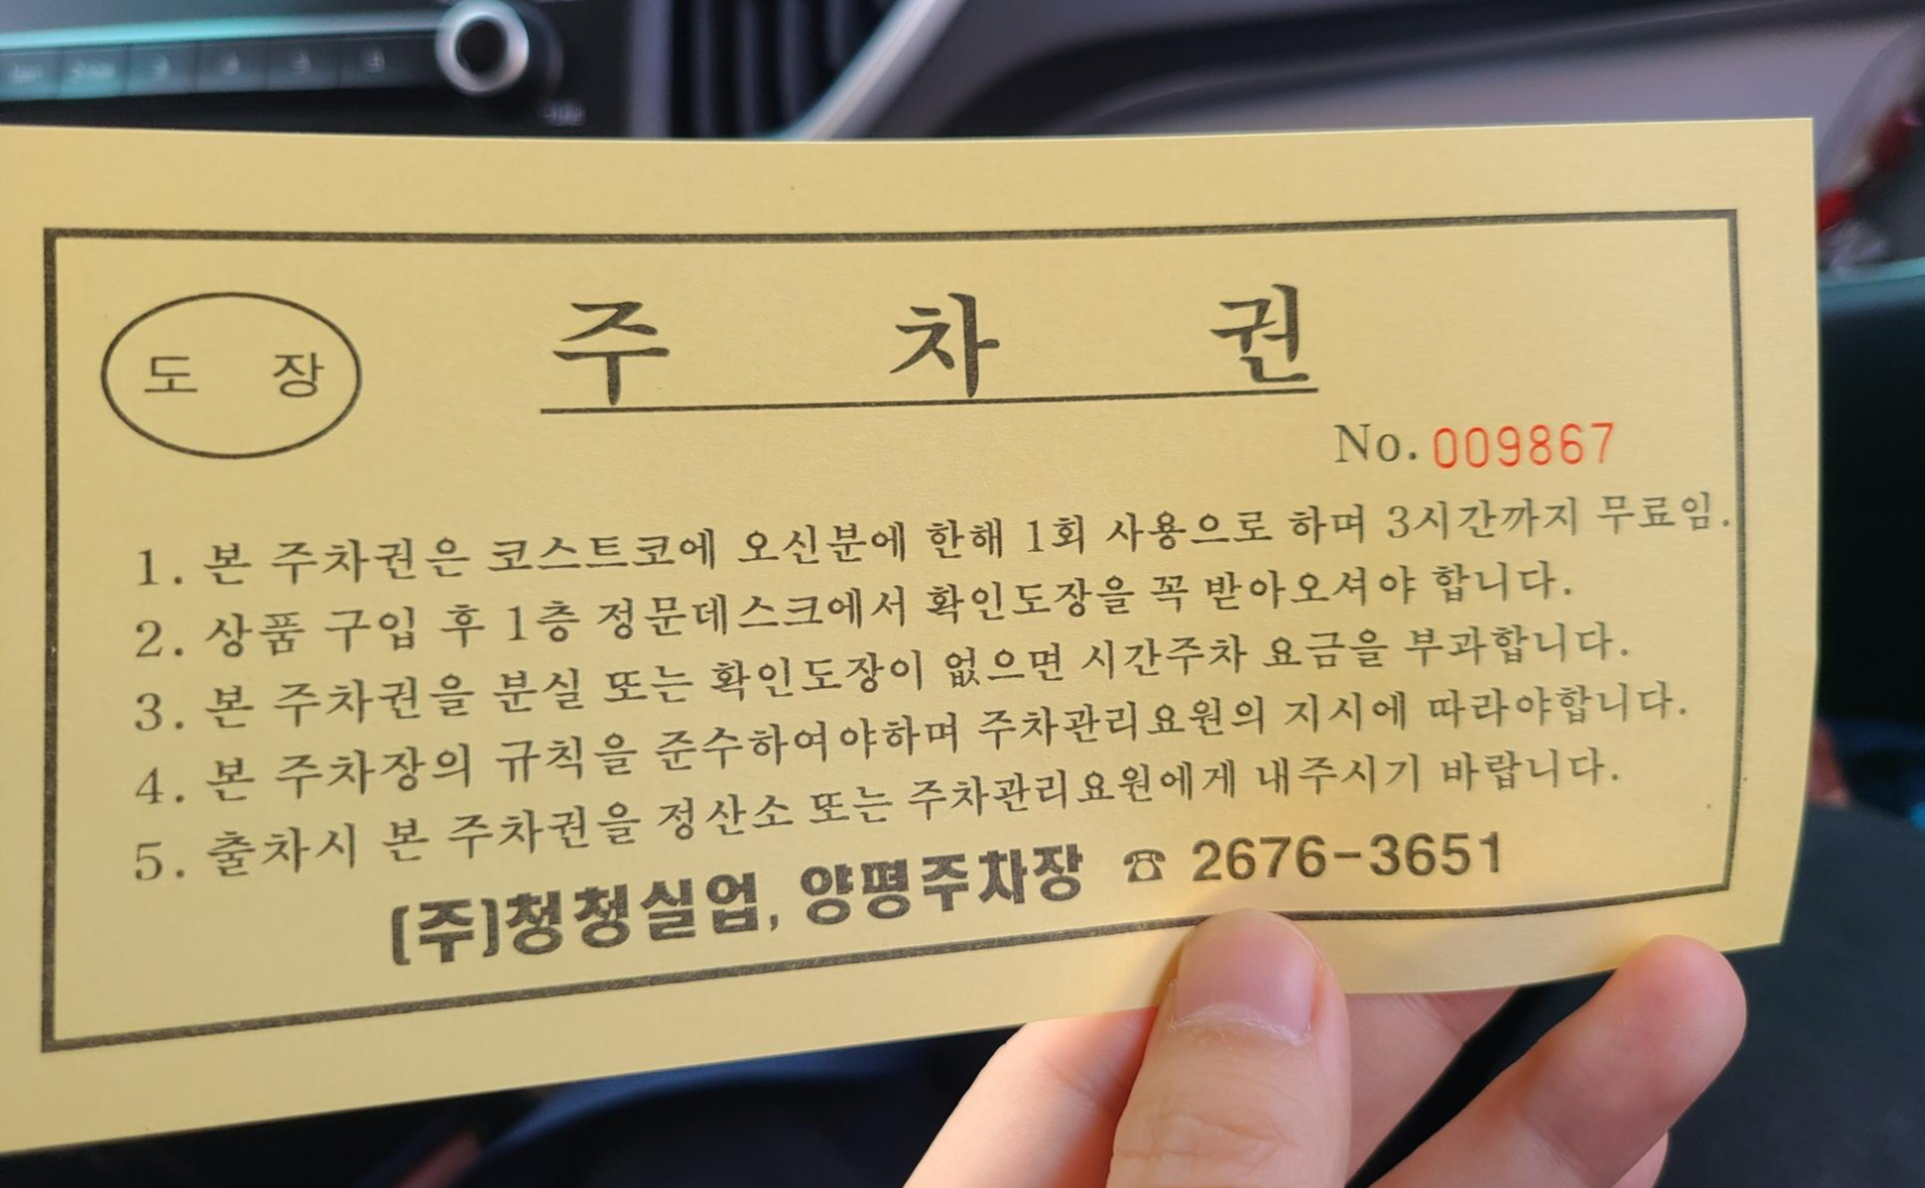 도 장
주 차 권
No. 009867
1. 본 주차권은 코스트코에 오신분에 한해 1회 사용으로 하며 3시간까지 무료임.
2. 상품 구입 후 1층 정문데스크에서 확인도장을 꼭 받아오셔야 합니다.
3. 본 주차권을 분실 또는 확인도장이 없으면 시간주차 요금을 부과합니다.
4. 본 주차장의 규칙을 준수하여야하며 주차관리요원의 지시에 따라야합니다.
5. 출차시 본 주차권을 정산소 또는 주차관리요원에게 내주시기 바랍니다.
(주)청청실업, 양평주차장 ☎ 2676-3651